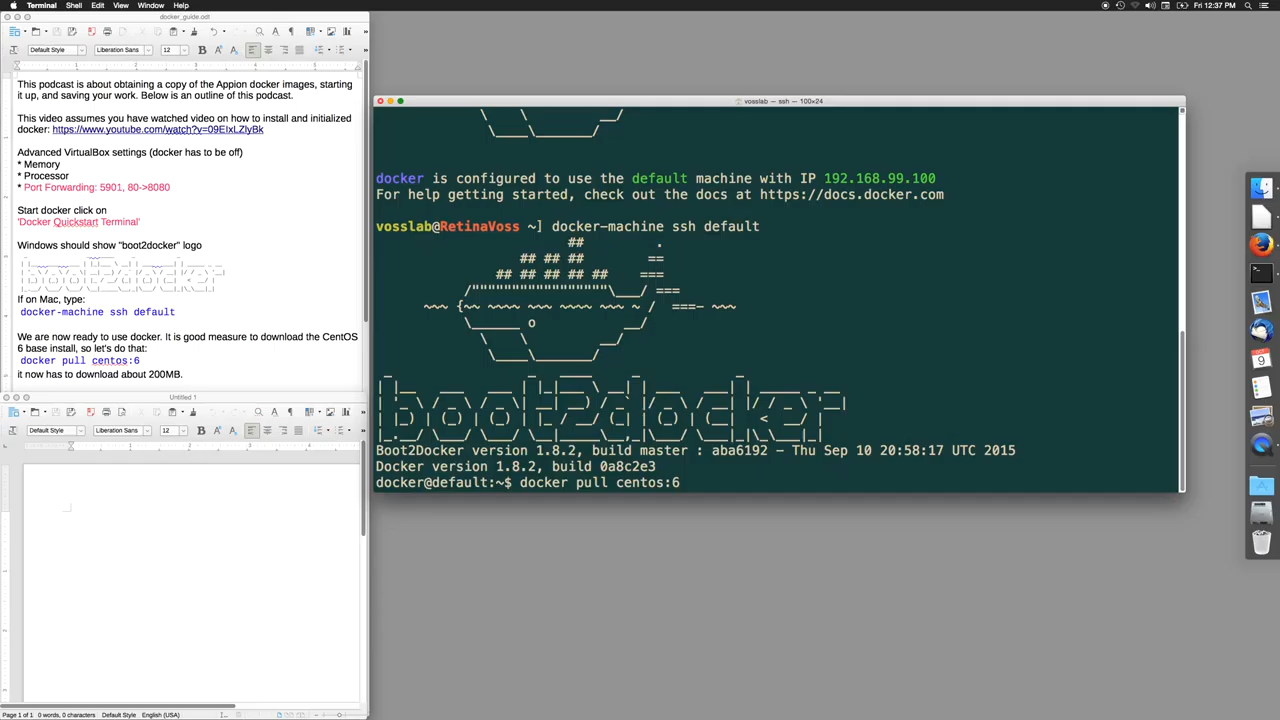 Terminal Shell Edit View Window Help
Fri 12:37 PM
docker_guide.odt
Default Style
Liberation Sans
12
This podcast is about obtaining a copy of the Appion docker images, starting
it up, and saving your work. Below is an outline of this podcast.
This video assumes you have watched video on how to install and initialized
docker: https://www.youtube.com/watch?v=09EIxLZlyBk
Advanced VirtualBox settings (docker has to be off)
* Memory
* Processor
* Port Forwarding: 5901, 80->8080
Start docker click on
'Docker Quickstart Terminal'
Windows should show "boot2docker" logo
If on Mac, type:
docker-machine ssh default
We are now ready to use docker. It is good measure to download the CentOS
6 base install, so let's do that:
docker pull centos:6
it now has to download about 200MB.
Untitled 1
Default Style
Liberation Sans
12
Page 1 of 1 0 words, 0 characters Default Style English (USA)
vosslab — ssh — 100×24
docker is configured to use the default machine with IP 192.168.99.100
For help getting started, check out the docs at https://docs.docker.com
vosslab@RetinaVoss ~] docker-machine ssh default
boot2docker
Boot2Docker version 1.8.2, build master : aba6192 – Thu Sep 10 20:58:17 UTC 2015
Docker version 1.8.2, build 0a8c2e3
docker@default:~$ docker pull centos:6